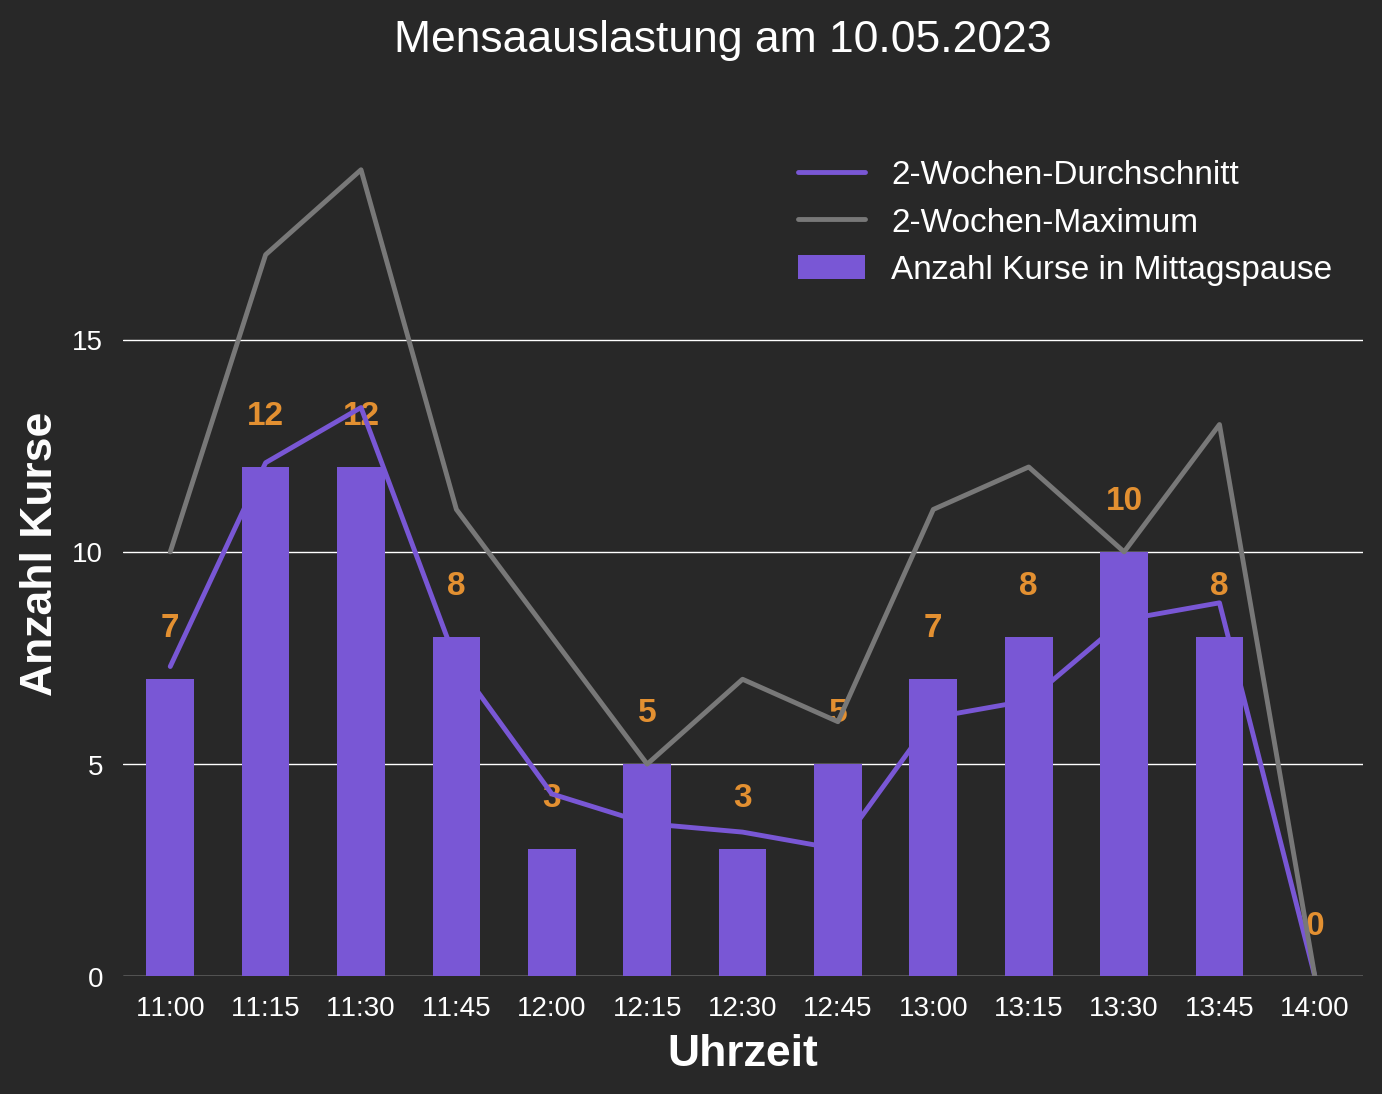 Mensaauslastung am 10.05.2023
2-Wochen-Durchschnitt
2-Wochen-Maximum
Anzahl Kurse in Mittagspause
Anzahl Kurse
15
10
5
0
7
12
12
8
3
5
3
5
7
8
10
8
0
11:00 11:15 11:30 11:45 12:00 12:15 12:30 12:45 13:00 13:15 13:30 13:45 14:00
Uhrzeit